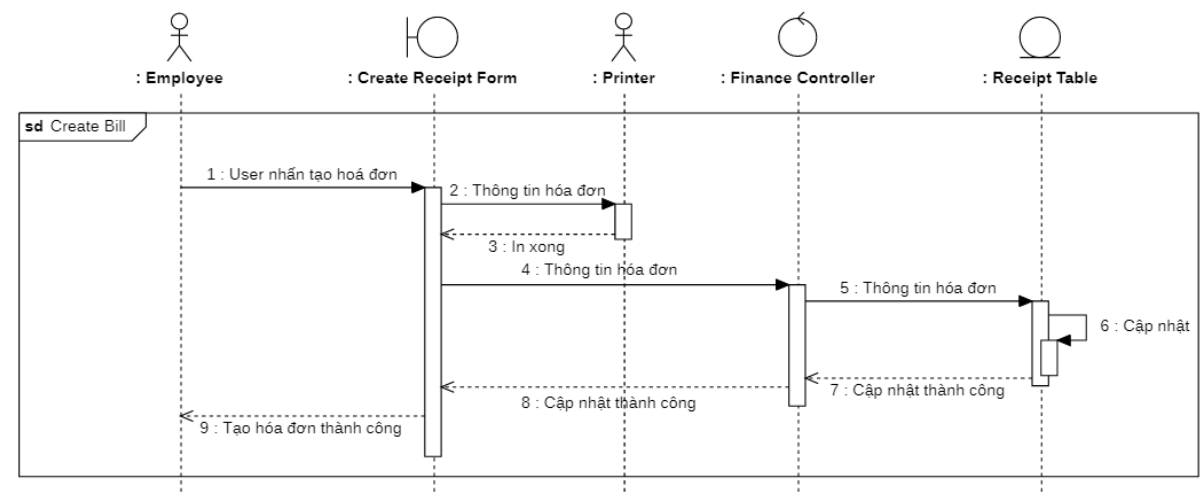 : Employee
: Create Receipt Form
: Printer
: Finance Controller
: Receipt Table
sd Create Bill
1 : User nhấn tạo hoá đơn
2 : Thông tin hóa đơn
3 : In xong
4 : Thông tin hóa đơn
5 : Thông tin hóa đơn
6 : Cập nhật
7 : Cập nhật thành công
8 : Cập nhật thành công
9 : Tạo hóa đơn thành công